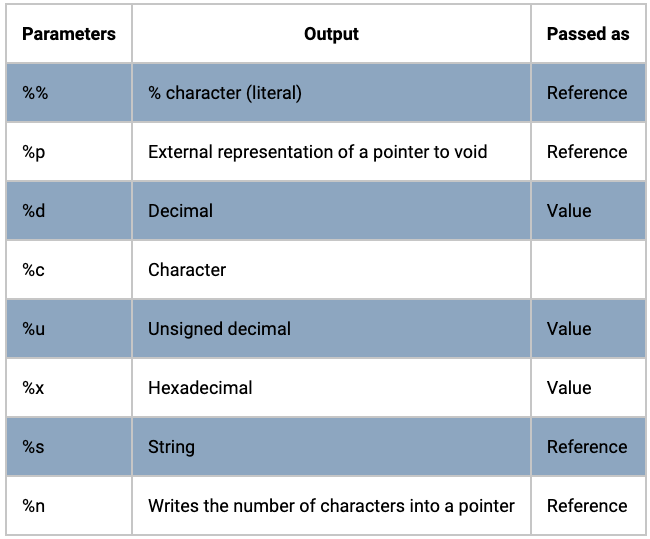 Parameters Output Passed as
%% % character (literal) Reference
%p External representation of a pointer to void Reference
%d Decimal Value
%c Character
%u Unsigned decimal Value
%x Hexadecimal Value
%s String Reference
%n Writes the number of characters into a pointer Reference